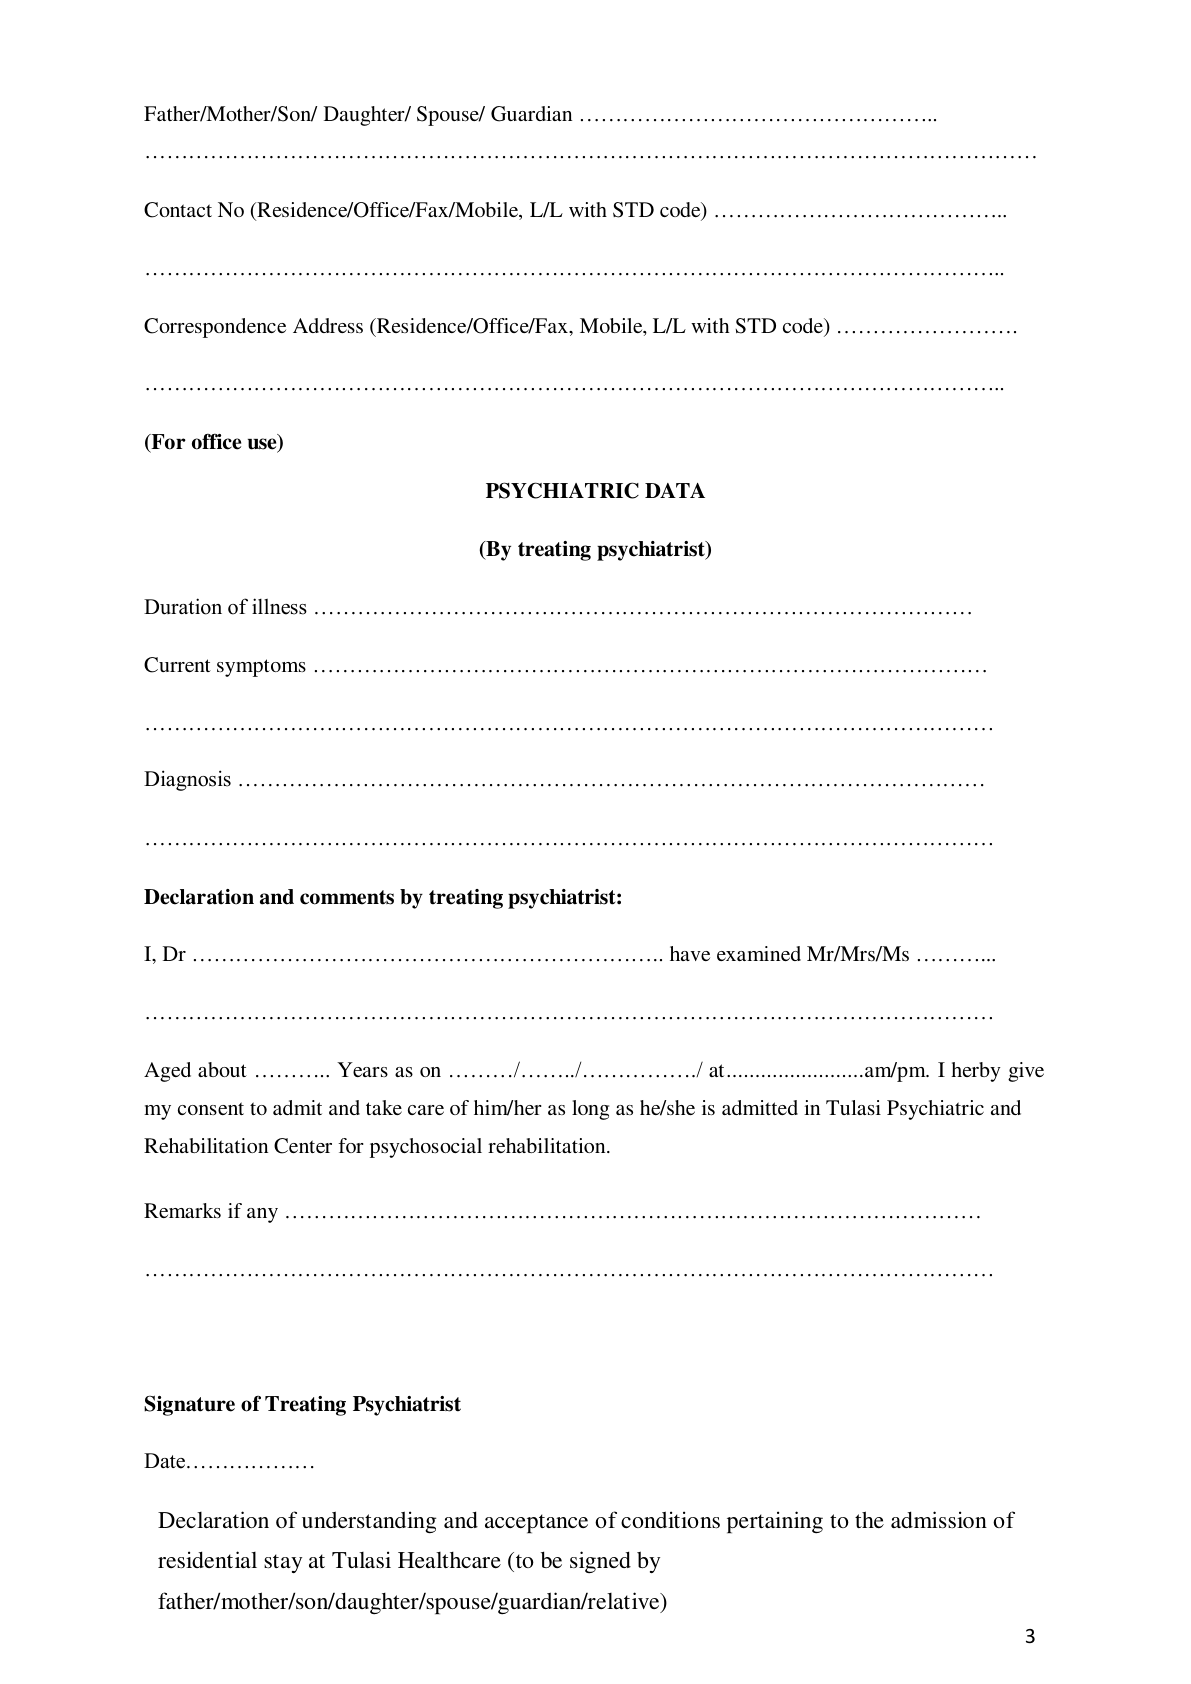 Father/Mother/Son/ Daughter/ Spouse/ Guardian …………………………………………..
……………………………………………………………………………………………………………
Contact No (Residence/Office/Fax/Mobile, L/L with STD code) …………………………………..
………………………………………………………………………………………………………..
Correspondence Address (Residence/Office/Fax, Mobile, L/L with STD code) …………………….
………………………………………………………………………………………………………..
(For office use)
PSYCHIATRIC DATA
(By treating psychiatrist)
Duration of illness ………………………………………………………………………………
Current symptoms …………………………………………………………………………………
………………………………………………………………………………………………………
Diagnosis …………………………………………………………………………………………
………………………………………………………………………………………………………
Declaration and comments by treating psychiatrist:
I, Dr ……………………………………………………….. have examined Mr/Mrs/Ms ………...
………………………………………………………………………………………………………
Aged about ……….. Years as on ………/……../……………./ at........................am/pm. I herby give
my consent to admit and take care of him/her as long as he/she is admitted in Tulasi Psychiatric and
Rehabilitation Center for psychosocial rehabilitation.
Remarks if any ……………………………………………………………………………………
………………………………………………………………………………………………………
Signature of Treating Psychiatrist
Date………………
Declaration of understanding and acceptance of conditions pertaining to the admission of
residential stay at Tulasi Healthcare (to be signed by
father/mother/son/daughter/spouse/guardian/relative)
3